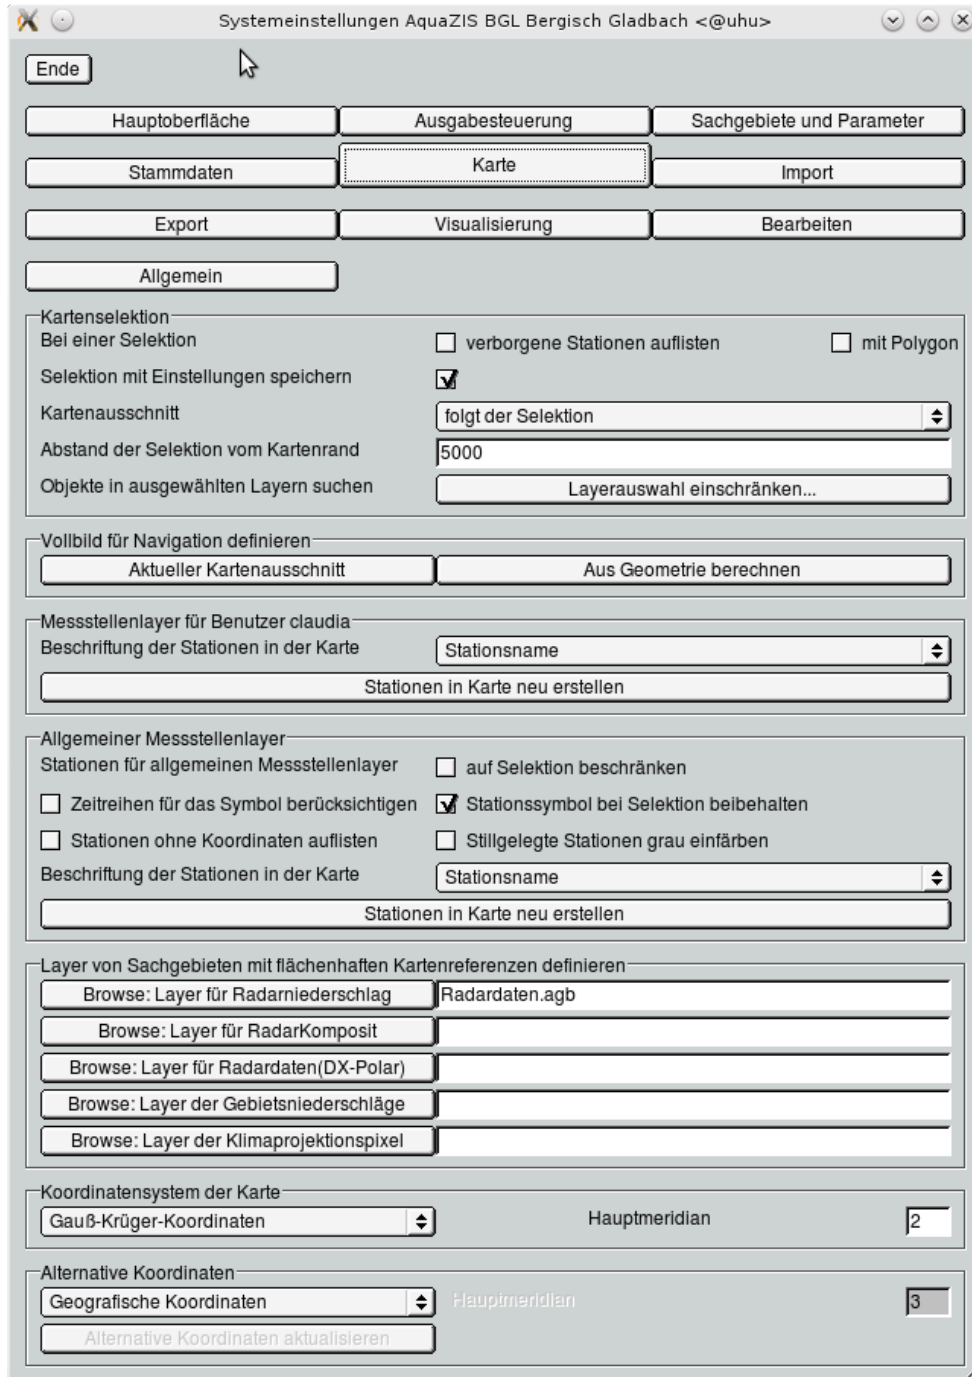 Systemeinstellungen AquaZIS BGL Bergisch Gladbach <@uhu>
Ende
Hauptoberfläche Ausgabesteuerung Sachgebiete und Parameter
Stammdaten Karte Import
Export Visualisierung Bearbeiten
Allgemein
Kartenselektion
Bei einer Selektion verborgene Stationen auflisten mit Polygon
Selektion mit Einstellungen speichern
Kartenausschnitt folgt der Selektion
Abstand der Selektion vom Kartenrand 5000
Objekte in ausgewählten Layern suchen Layerauswahl einschränken...
Vollbild für Navigation definieren
Aktueller Kartenausschnitt Aus Geometrie berechnen
Messstellenlayer für Benutzer claudia
Beschriftung der Stationen in der Karte Stationsname
Stationen in Karte neu erstellen
Allgemeiner Messstellenlayer
Stationen für allgemeinen Messstellenlayer auf Selektion beschränken
Zeitreihen für das Symbol berücksichtigen Stationssymbol bei Selektion beibehalten
Stationen ohne Koordinaten auflisten Stillgelegte Stationen grau einfärben
Beschriftung der Stationen in der Karte Stationsname
Stationen in Karte neu erstellen
Layer von Sachgebieten mit flächenhaften Kartenreferenzen definieren
Browse: Layer für Radarniederschlag Radardaten.agb
Browse: Layer für RadarKomposit
Browse: Layer für Radardaten(DX-Polar)
Browse: Layer der Gebietsniederschläge
Browse: Layer der Klimaprojektionspixel
Koordinatensystem der Karte
Gauß-Krüger-Koordinaten Hauptmeridian 2
Alternative Koordinaten
Geografische Koordinaten Hauptmeridian 3
Alternative Koordinaten aktualisieren